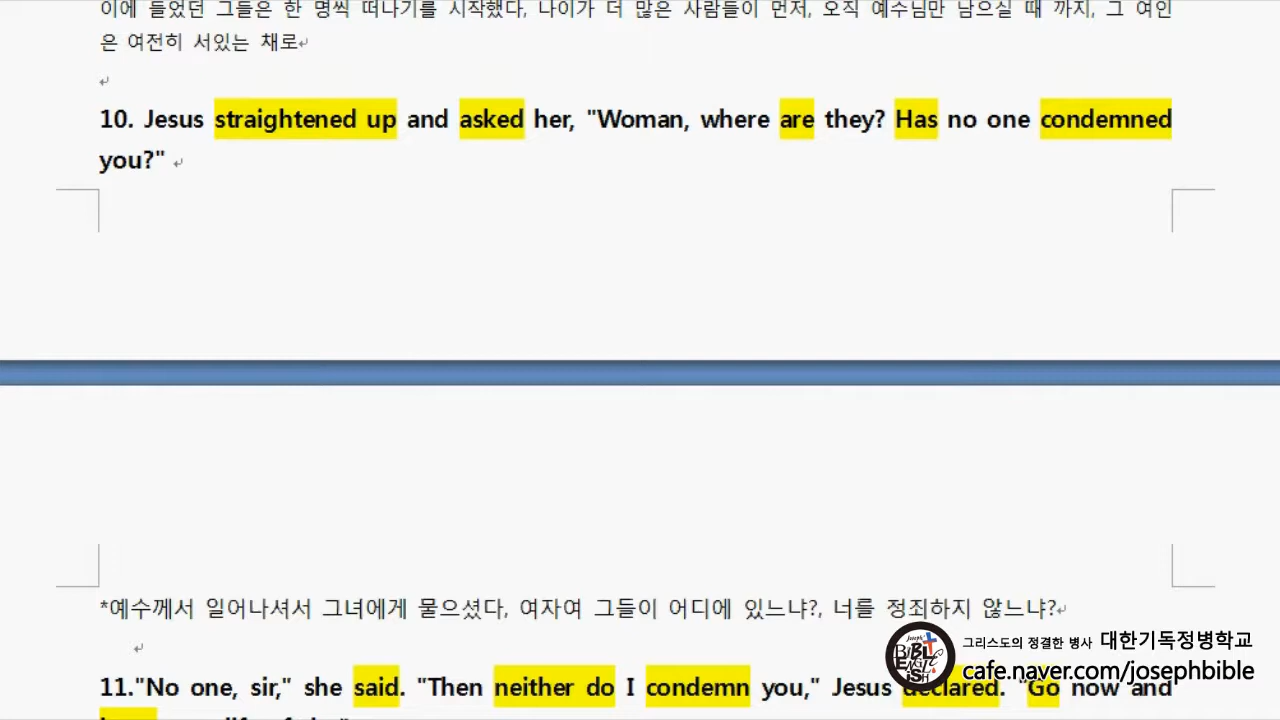 이에 들었던 그들은 한 명씩 떠나기를 시작했다, 나이가 더 많은 사람들이 먼저, 오직 예수님만 남으실 때 까지, 그 여인
은 여전히 서있는 채로
10. Jesus straightened up and asked her, "Woman, where are they? Has no one condemned
you?"
*예수께서 일어나셔서 그녀에게 물으셨다, 여자여 그들이 어디에 있느냐?, 너를 정죄하지 않느냐?
그리스도의 정결한 병사 대한기독정병학교
Joseph' BIBLE ENGLISH cafe.naver.com/josephbible
11."No one, sir," she said. "Then neither do I condemn you," Jesus declared. "Go now and